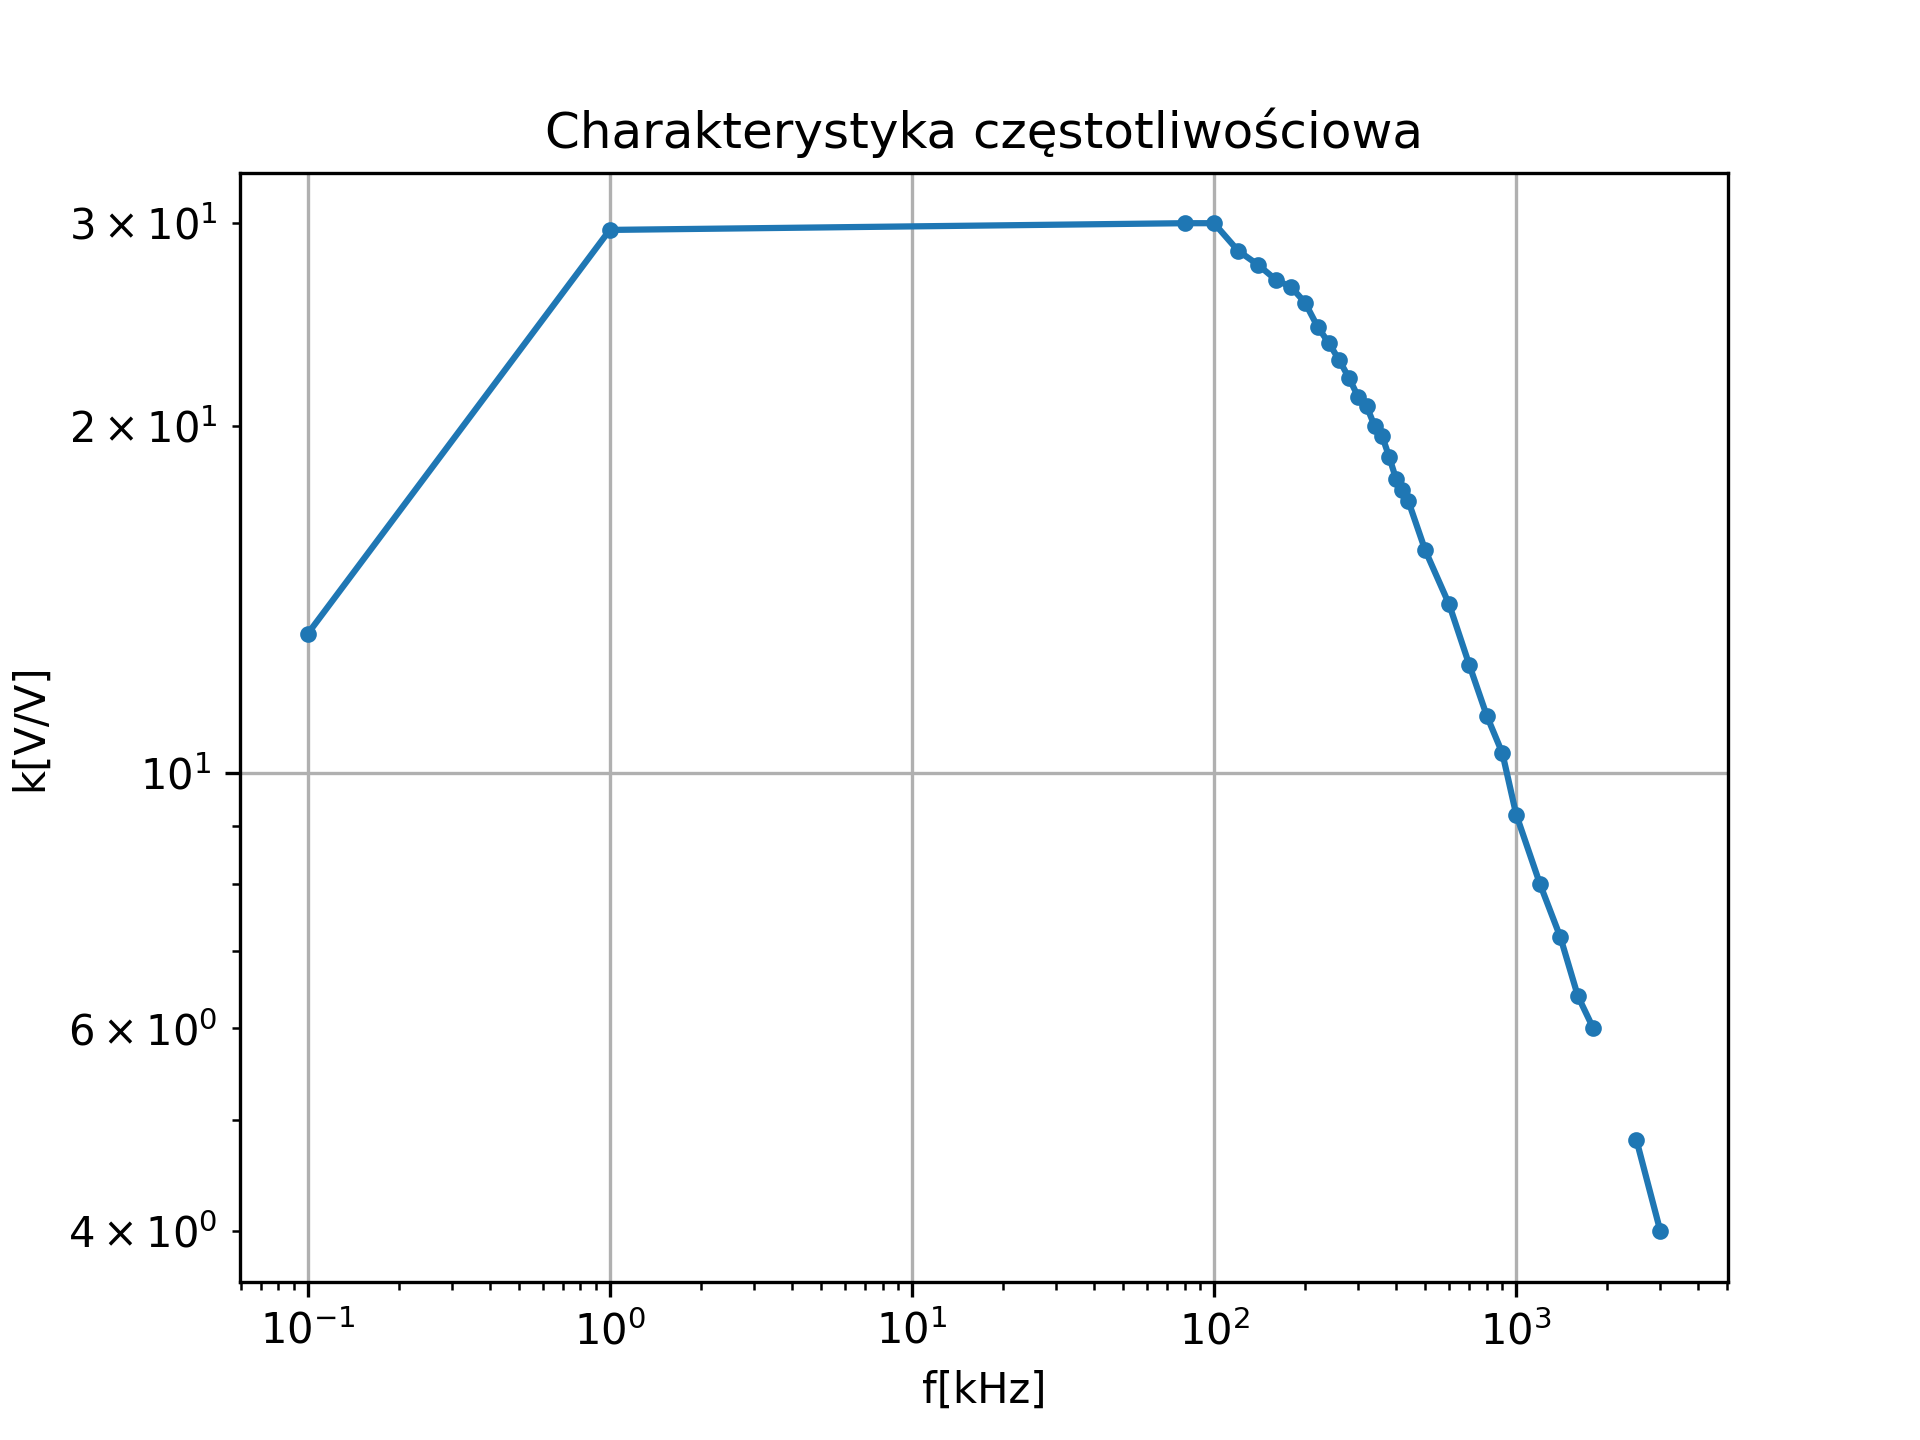 Charakterystyka częstotliwościowa
3 × 10¹
2 × 10¹
10¹
6 × 10⁰
4 × 10⁰
k[V/V]
10⁻¹ 10⁰ 10¹ 10² 10³
f[kHz]